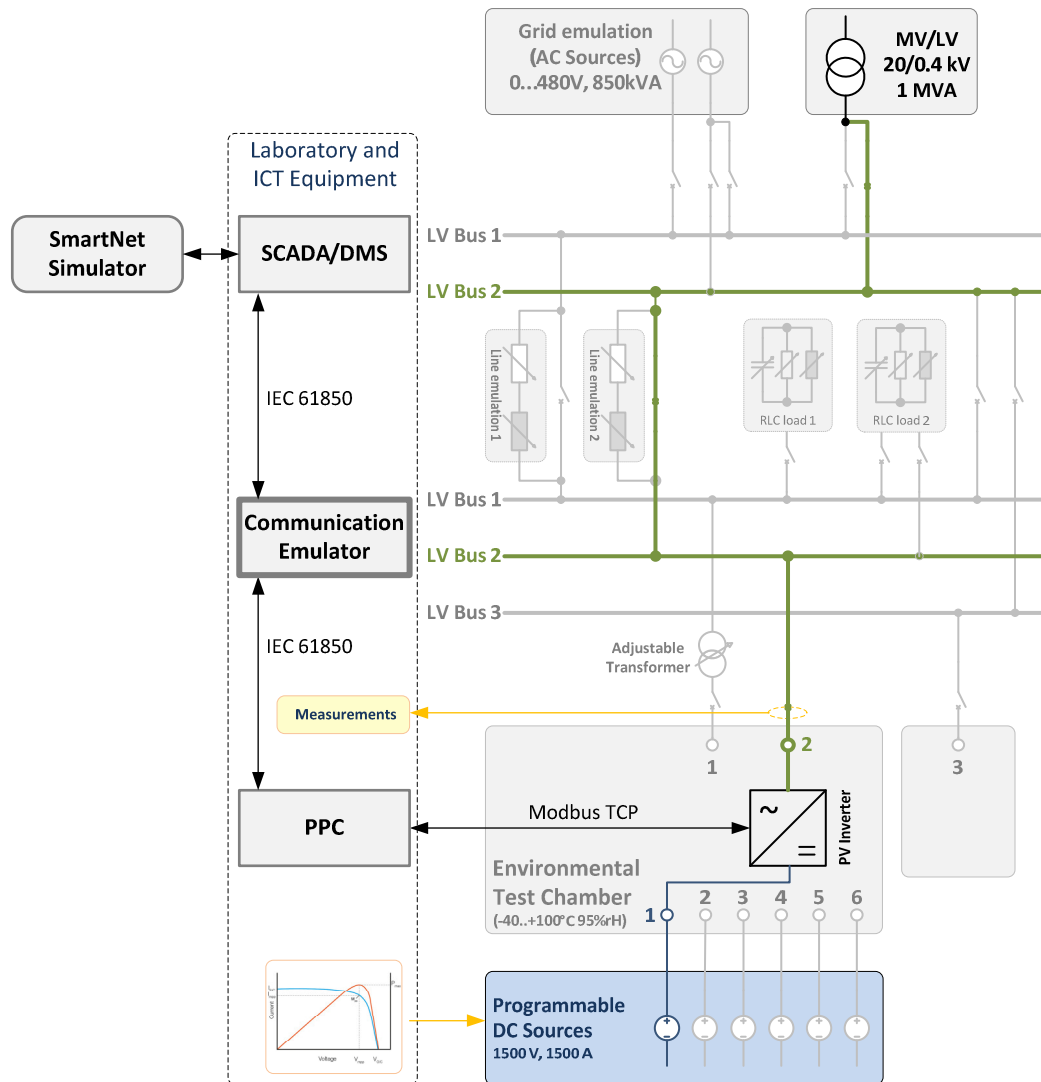 Grid emulation
(AC Sources)
0...480V, 850kVA
MV/LV
20/0.4 kV
1 MVA
Laboratory and
ICT Equipment
SmartNet
Simulator
SCADA/DMS
LV Bus 1
LV Bus 2
Line emulation 1
Line emulation 2
RLC load 1
RLC load 2
IEC 61850
LV Bus 1
Communication
Emulator
LV Bus 2
LV Bus 3
IEC 61850
Adjustable
Transformer
Measurements
1
2
3
PPC
Modbus TCP
~
=
PV Inverter
Environmental
Test Chamber
(-40..+100°C 95%rH)
1
2
3
4
5
6
Current
Voltage
Programmable
DC Sources
1500 V, 1500 A